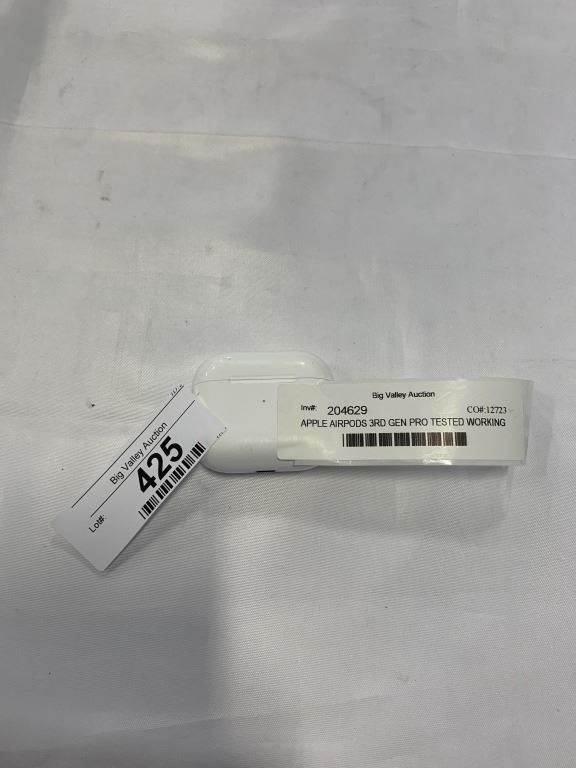 Big Valley Auction
Lot#:
425
Big Valley Auction
Inv#: 204629 CO#:12723
APPLE AIRPODS 3RD GEN PRO TESTED WORKING